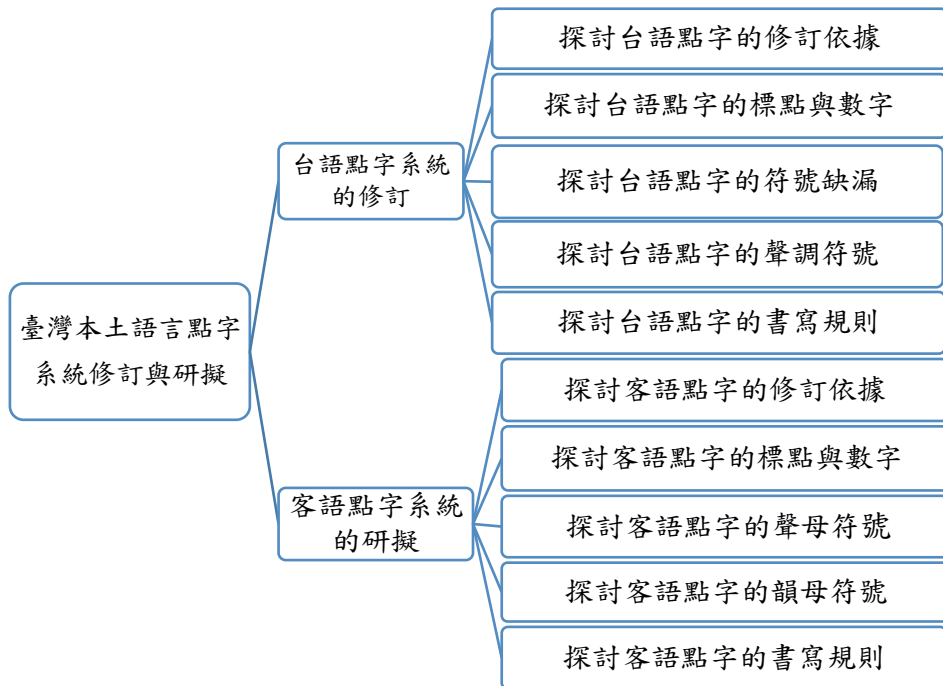 臺灣本土語言點字
系統修訂與研擬
台語點字系統
的修訂
探討台語點字的修訂依據
探討台語點字的標點與數字
探討台語點字的符號缺漏
探討台語點字的聲調符號
探討台語點字的書寫規則
客語點字系統
的研擬
探討客語點字的修訂依據
探討客語點字的標點與數字
探討客語點字的聲母符號
探討客語點字的韻母符號
探討客語點字的書寫規則